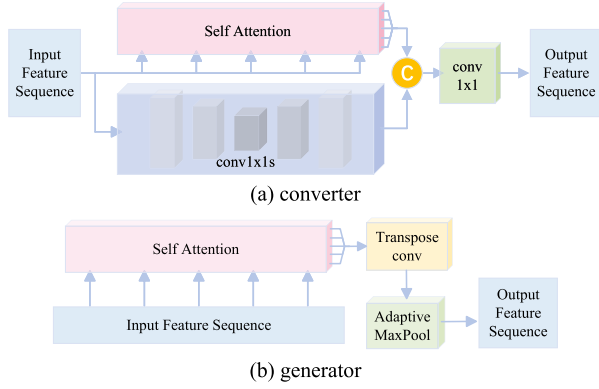 Self Attention
Input
Feature
Sequence
C
conv
1x1
Output
Feature
Sequence
conv1x1s
(a) converter
Self Attention
Transpose
conv
Input Feature Sequence
Adaptive
MaxPool
Output
Feature
Sequence
(b) generator